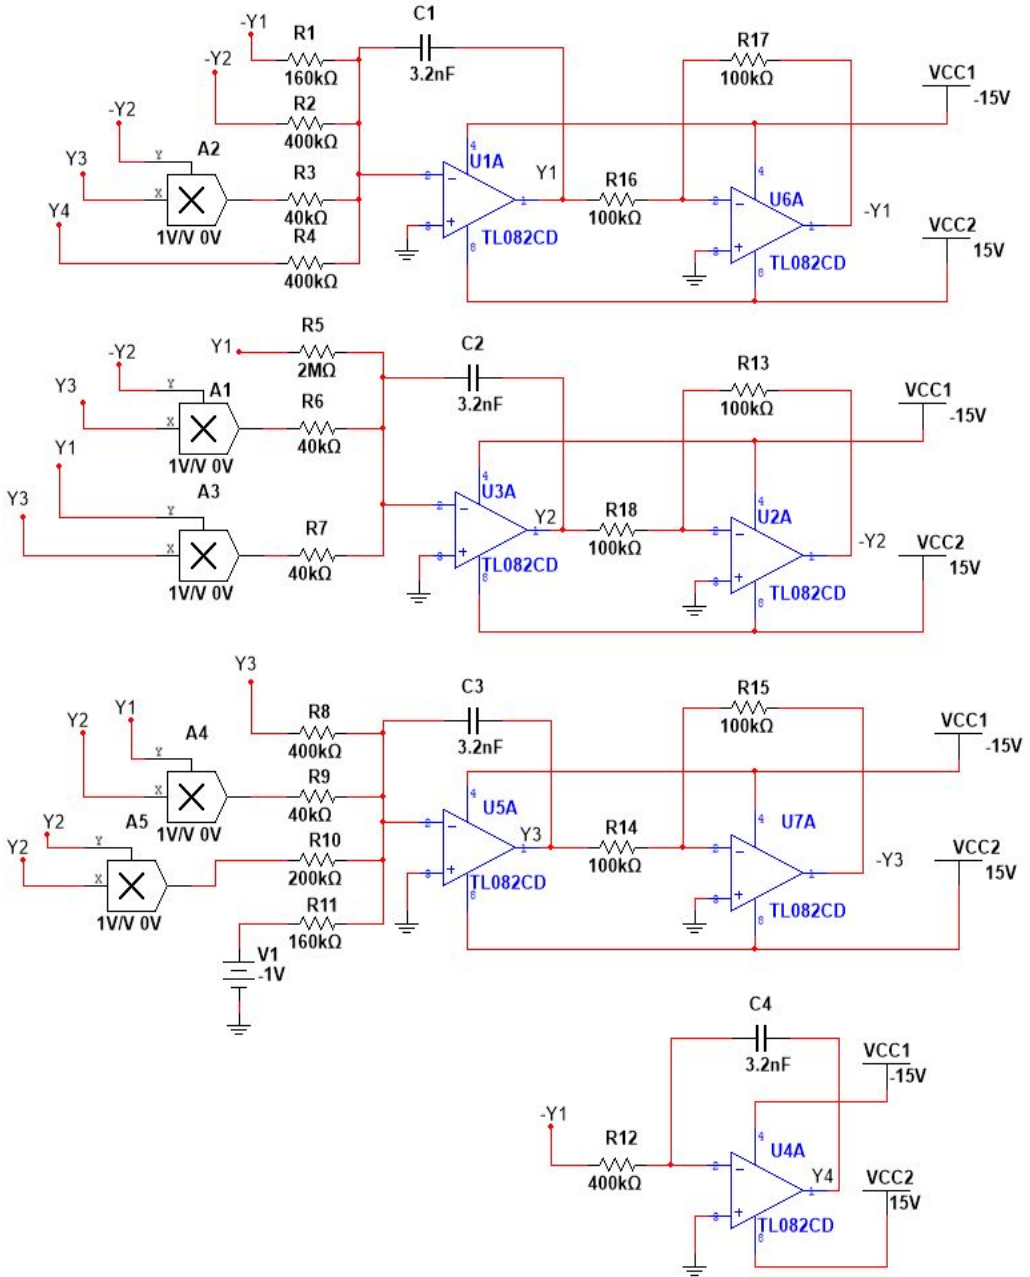 -Y1
R1
160kΩ
C1
3.2nF
R17
100kΩ
VCC1
-15V
-Y2
R2
400kΩ
-Y2
Y
A2
Y3
X
1V/V 0V
R3
40kΩ
Y4
R4
400kΩ
4
U1A
2
3
1
8
TL082CD
Y1
R16
100kΩ
4
U6A
2
3
1
8
TL082CD
-Y1
VCC2
15V
R5
Y1
2MΩ
C2
3.2nF
R13
100kΩ
VCC1
-15V
-Y2
Y
A1
Y3
X
1V/V 0V
R6
40kΩ
Y1
Y
A3
Y3
X
1V/V 0V
R7
40kΩ
4
U3A
2
3
1
8
TL082CD
Y2
R18
100kΩ
4
U2A
2
3
1
8
TL082CD
-Y2
VCC2
15V
Y3
R8
400kΩ
C3
3.2nF
R15
100kΩ
VCC1
-15V
Y1
Y
A4
Y2
X
1V/V 0V
R9
40kΩ
Y2
Y
A5
Y2
X
1V/V 0V
R10
200kΩ
R11
160kΩ
V1
-1V
4
U5A
2
3
1
8
TL082CD
Y3
R14
100kΩ
4
U7A
2
3
1
8
TL082CD
-Y3
VCC2
15V
C4
3.2nF
VCC1
-15V
-Y1
R12
400kΩ
4
U4A
2
3
1
8
TL082CD
Y4
VCC2
15V